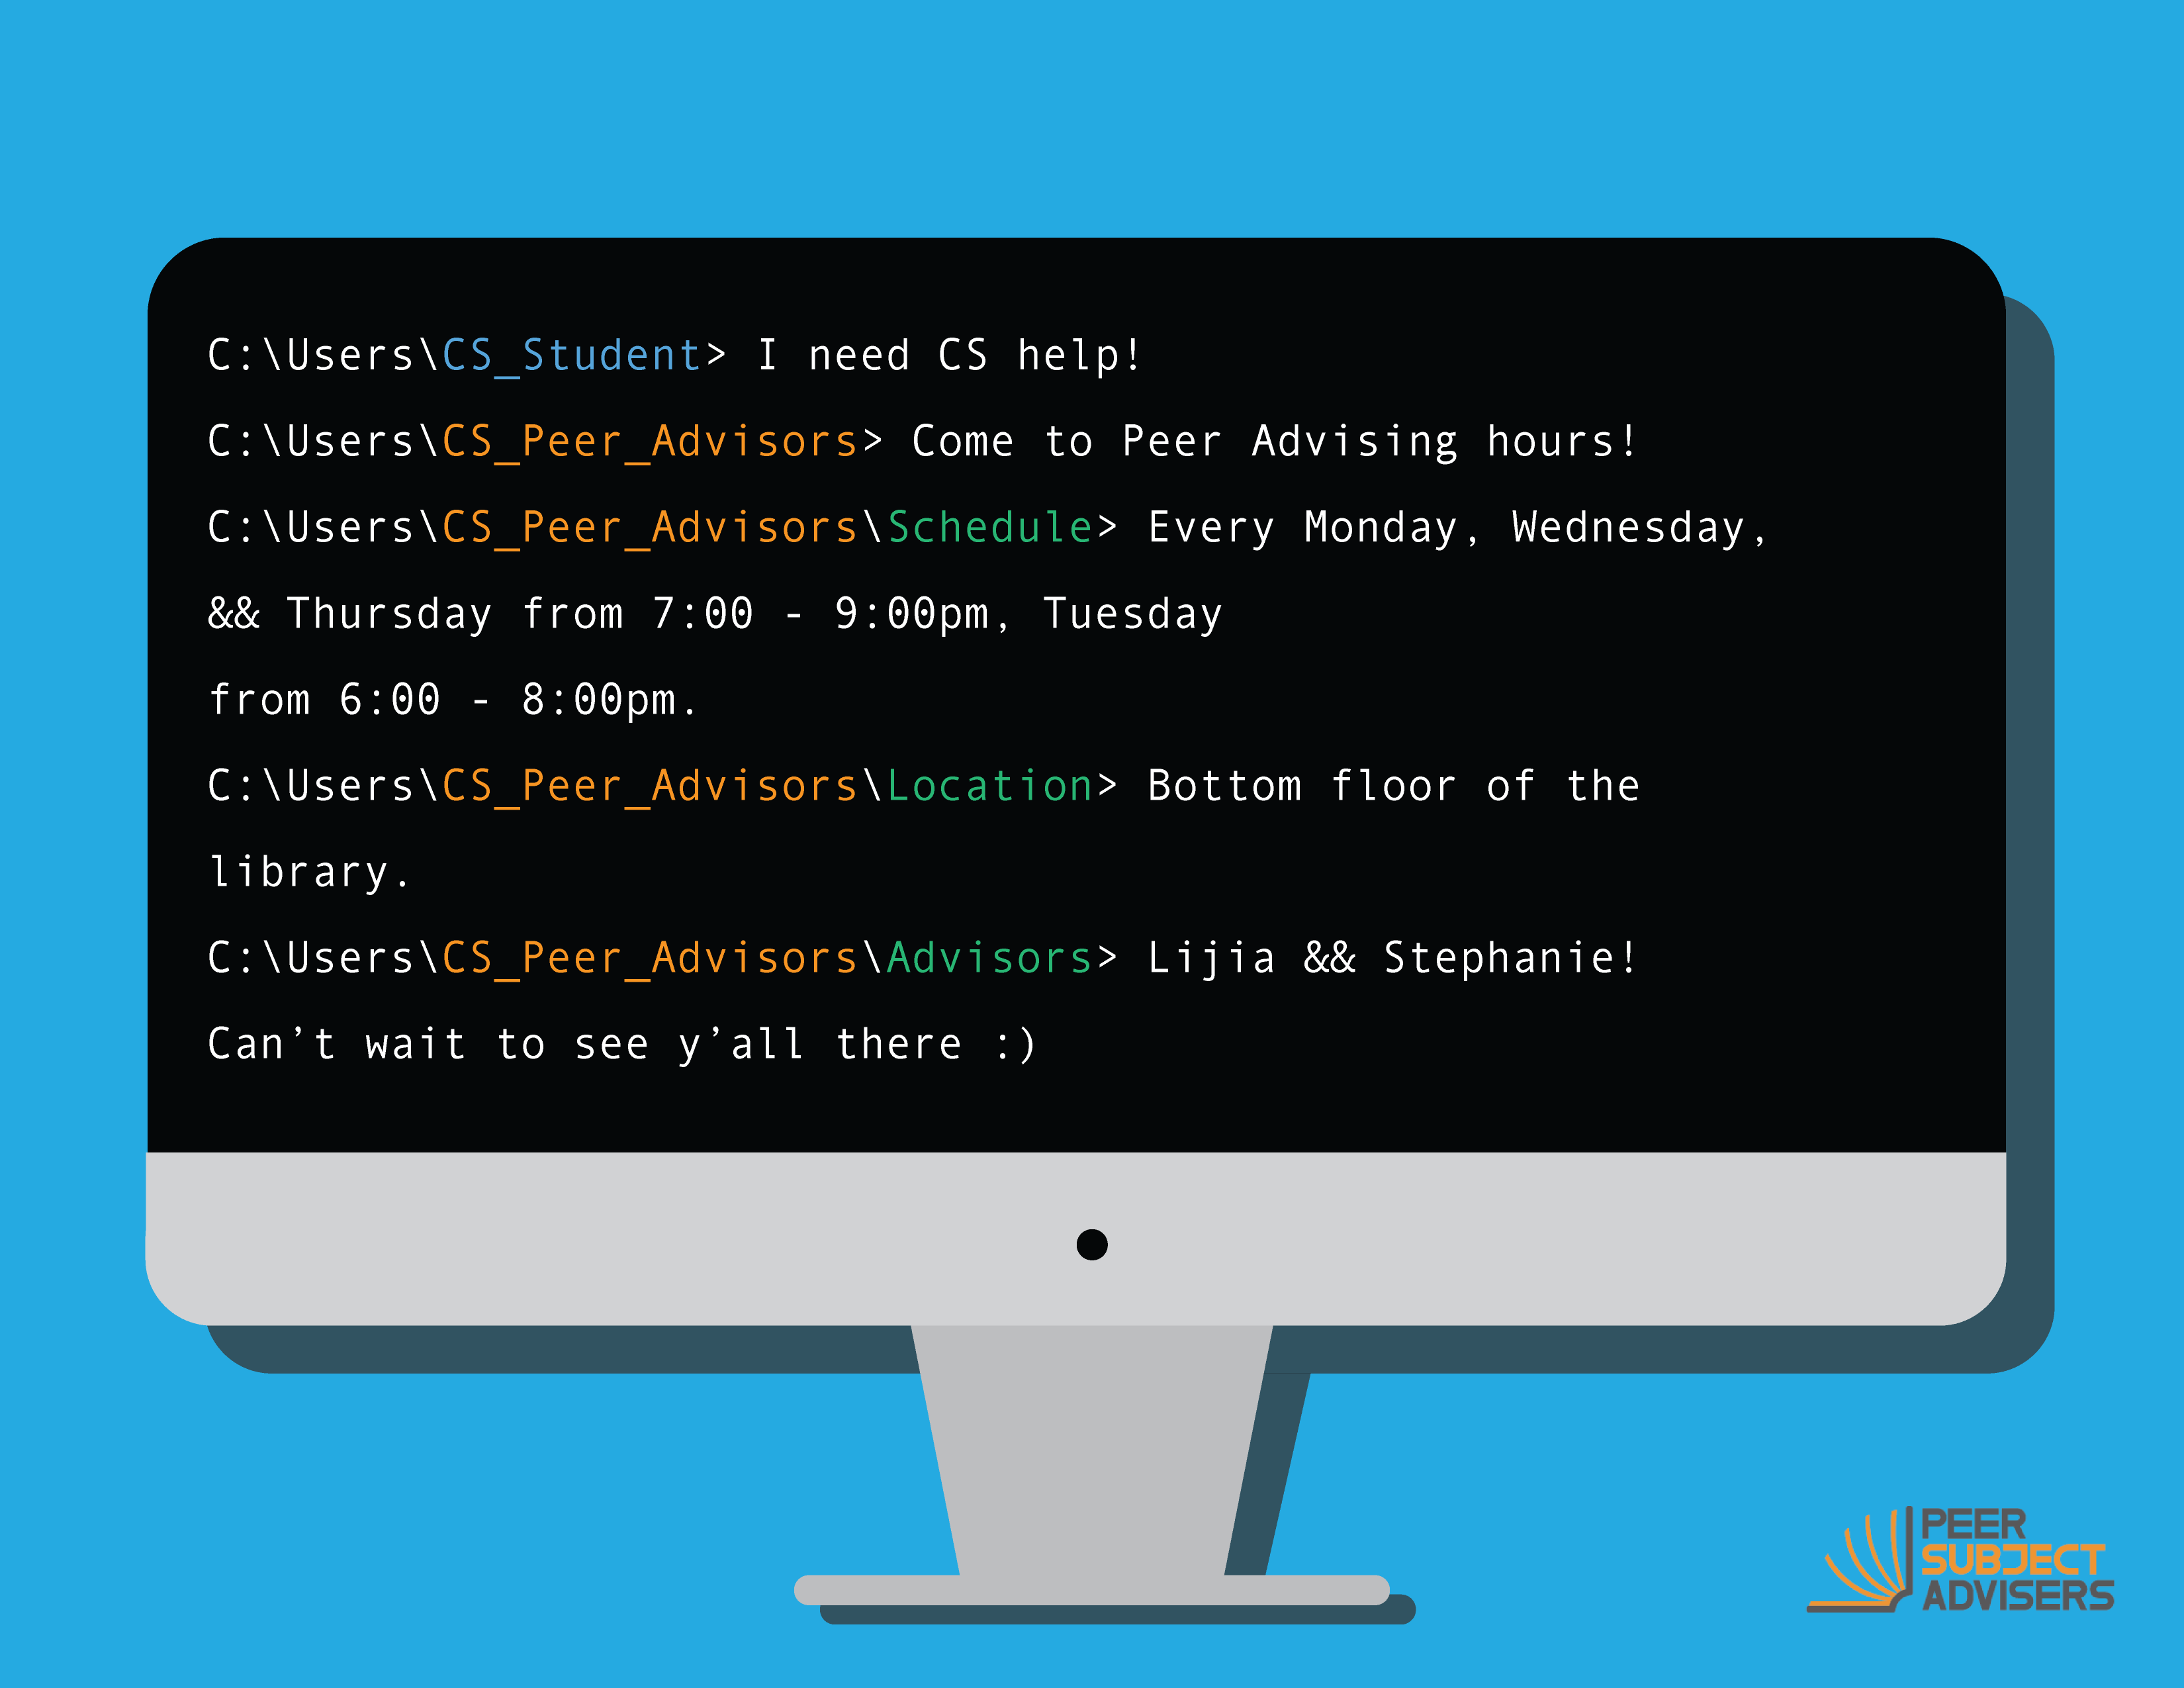 C:\Users\CS_Student> I need CS help!
C:\Users\CS_Peer_Advisors> Come to Peer Advising hours!
C:\Users\CS_Peer_Advisors\Schedule> Every Monday, Wednesday,
&& Thursday from 7:00 - 9:00pm, Tuesday
from 6:00 - 8:00pm.
C:\Users\CS_Peer_Advisors\Location> Bottom floor of the
library.
C:\Users\CS_Peer_Advisors\Advisors> Lijia && Stephanie!
Can’t wait to see y’all there :)
PEER
SUBJECT
ADVISERS